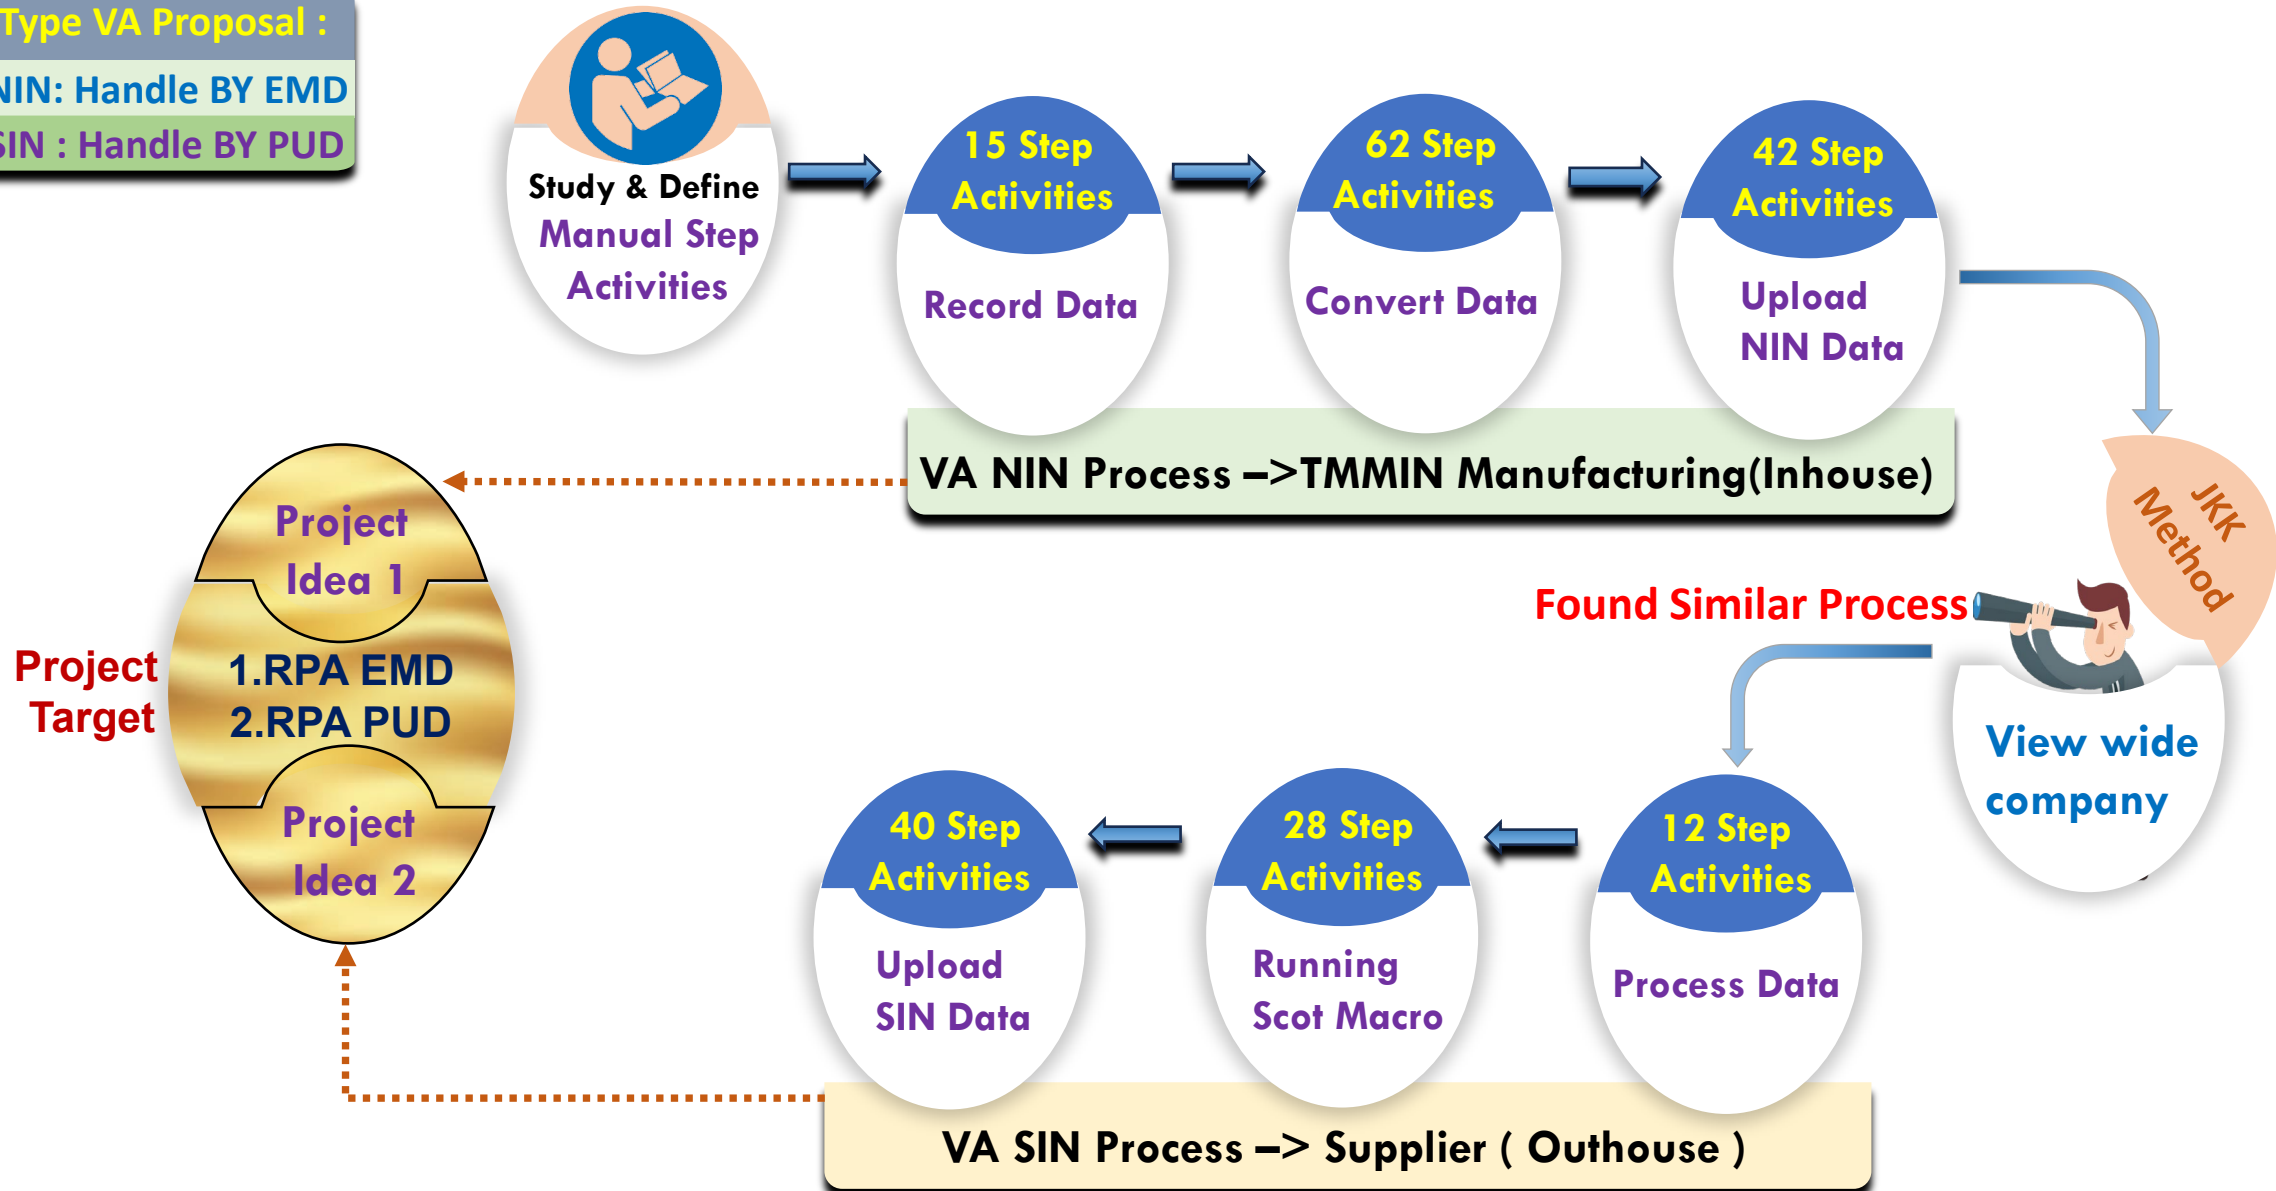 Type VA Proposal :
NIN: Handle BY EMD
SIN : Handle BY PUD
Study & Define
Manual Step
Activities
15 Step
Activities
Record Data
62 Step
Activities
Convert Data
42 Step
Activities
Upload
NIN Data
VA NIN Process –>TMMIN Manufacturing(Inhouse)
JKK
Method
Found Similar Process
View wide
company
Project
Idea 1
Project
Target
1.RPA EMD
2.RPA PUD
Project
Idea 2
40 Step
Activities
Upload
SIN Data
28 Step
Activities
Running
Scot Macro
12 Step
Activities
Process Data
VA SIN Process –> Supplier ( Outhouse )